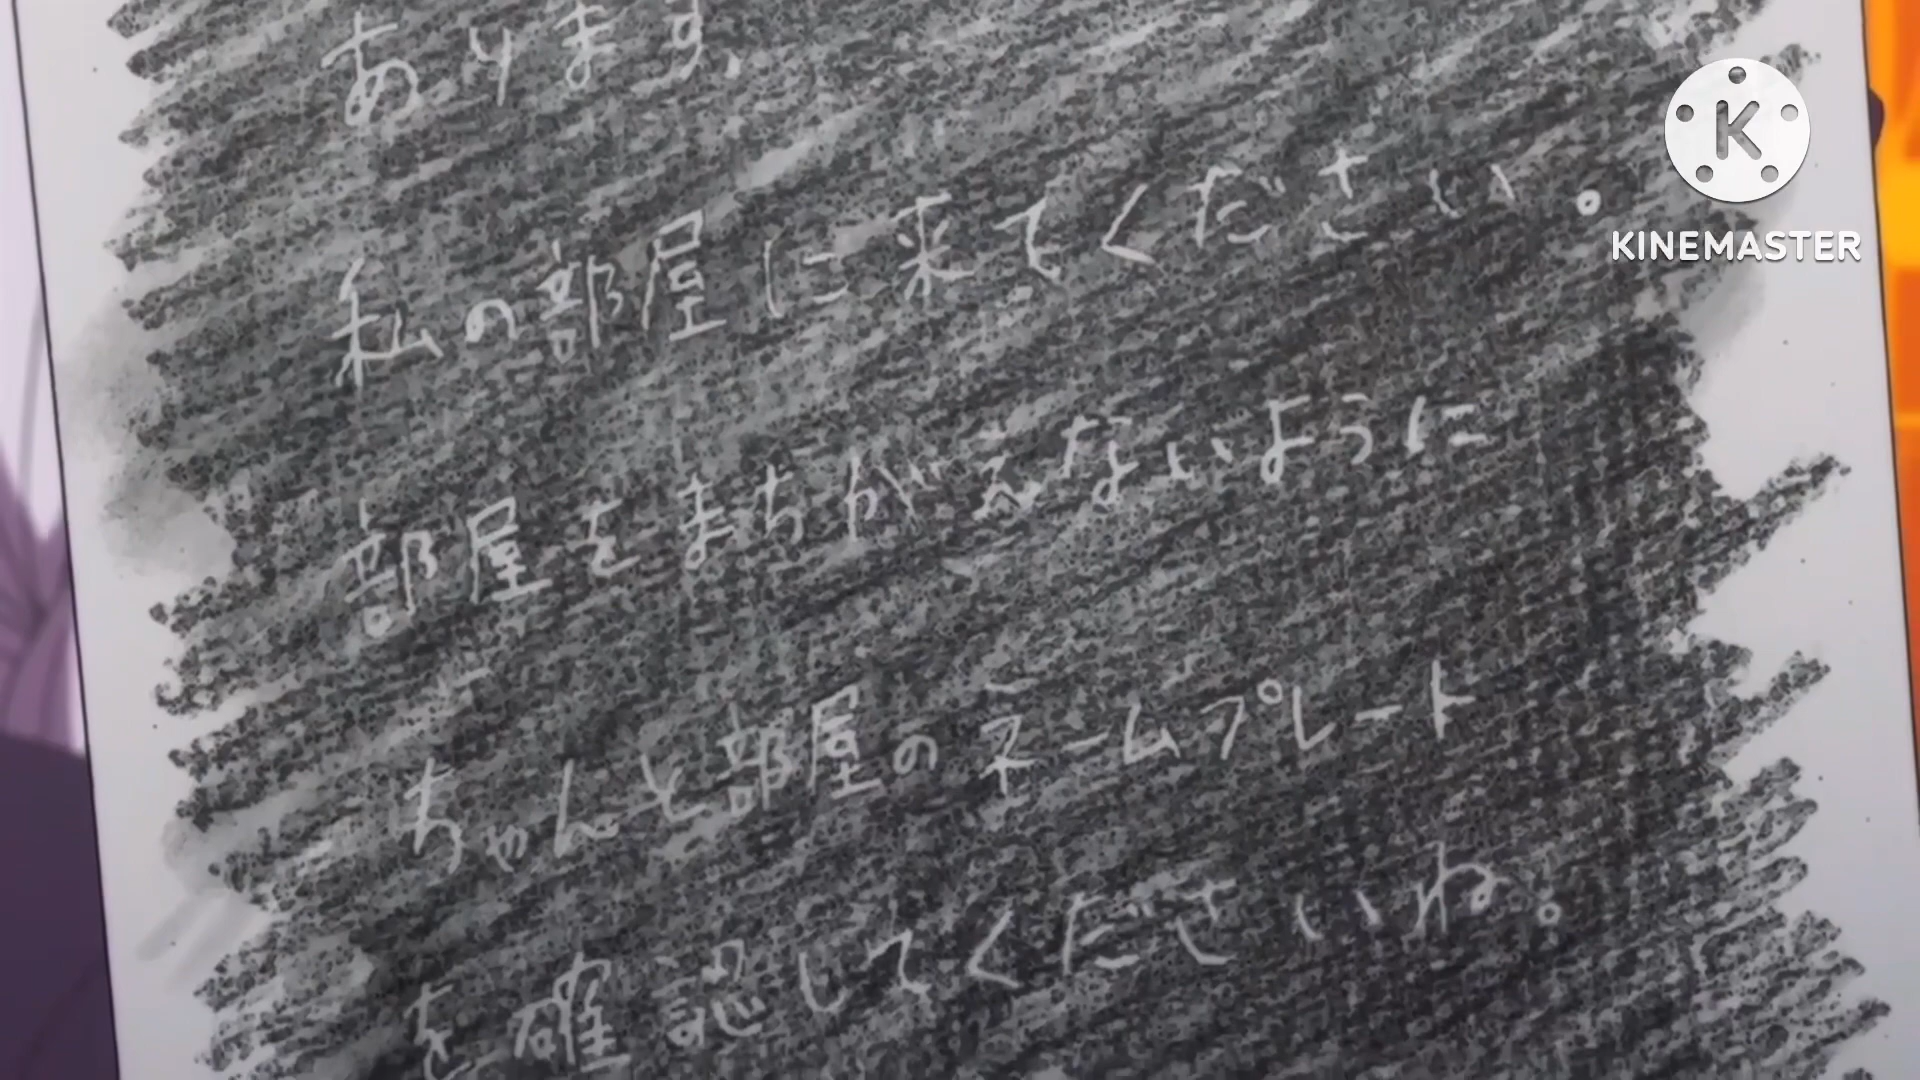 あります。
私の部屋に来てください。
部屋をまちがえないように
ちゃんと部屋のネームプレート
を確認してくださいね。
KINEMASTER